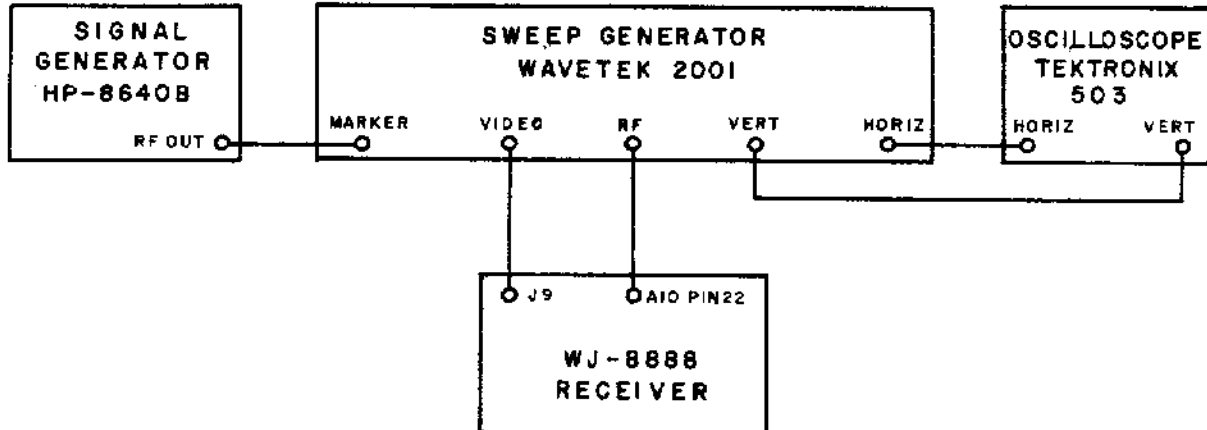 SIGNAL
GENERATOR
HP-8640B
RF OUT
SWEEP GENERATOR
WAVETEK 2001
MARKER
VIDEO
RF
VERT
HORIZ
OSCILLOSCOPE
TEKTRONIX
503
HORIZ
VERT
J9
A10 PIN22
WJ-8888
RECEIVER